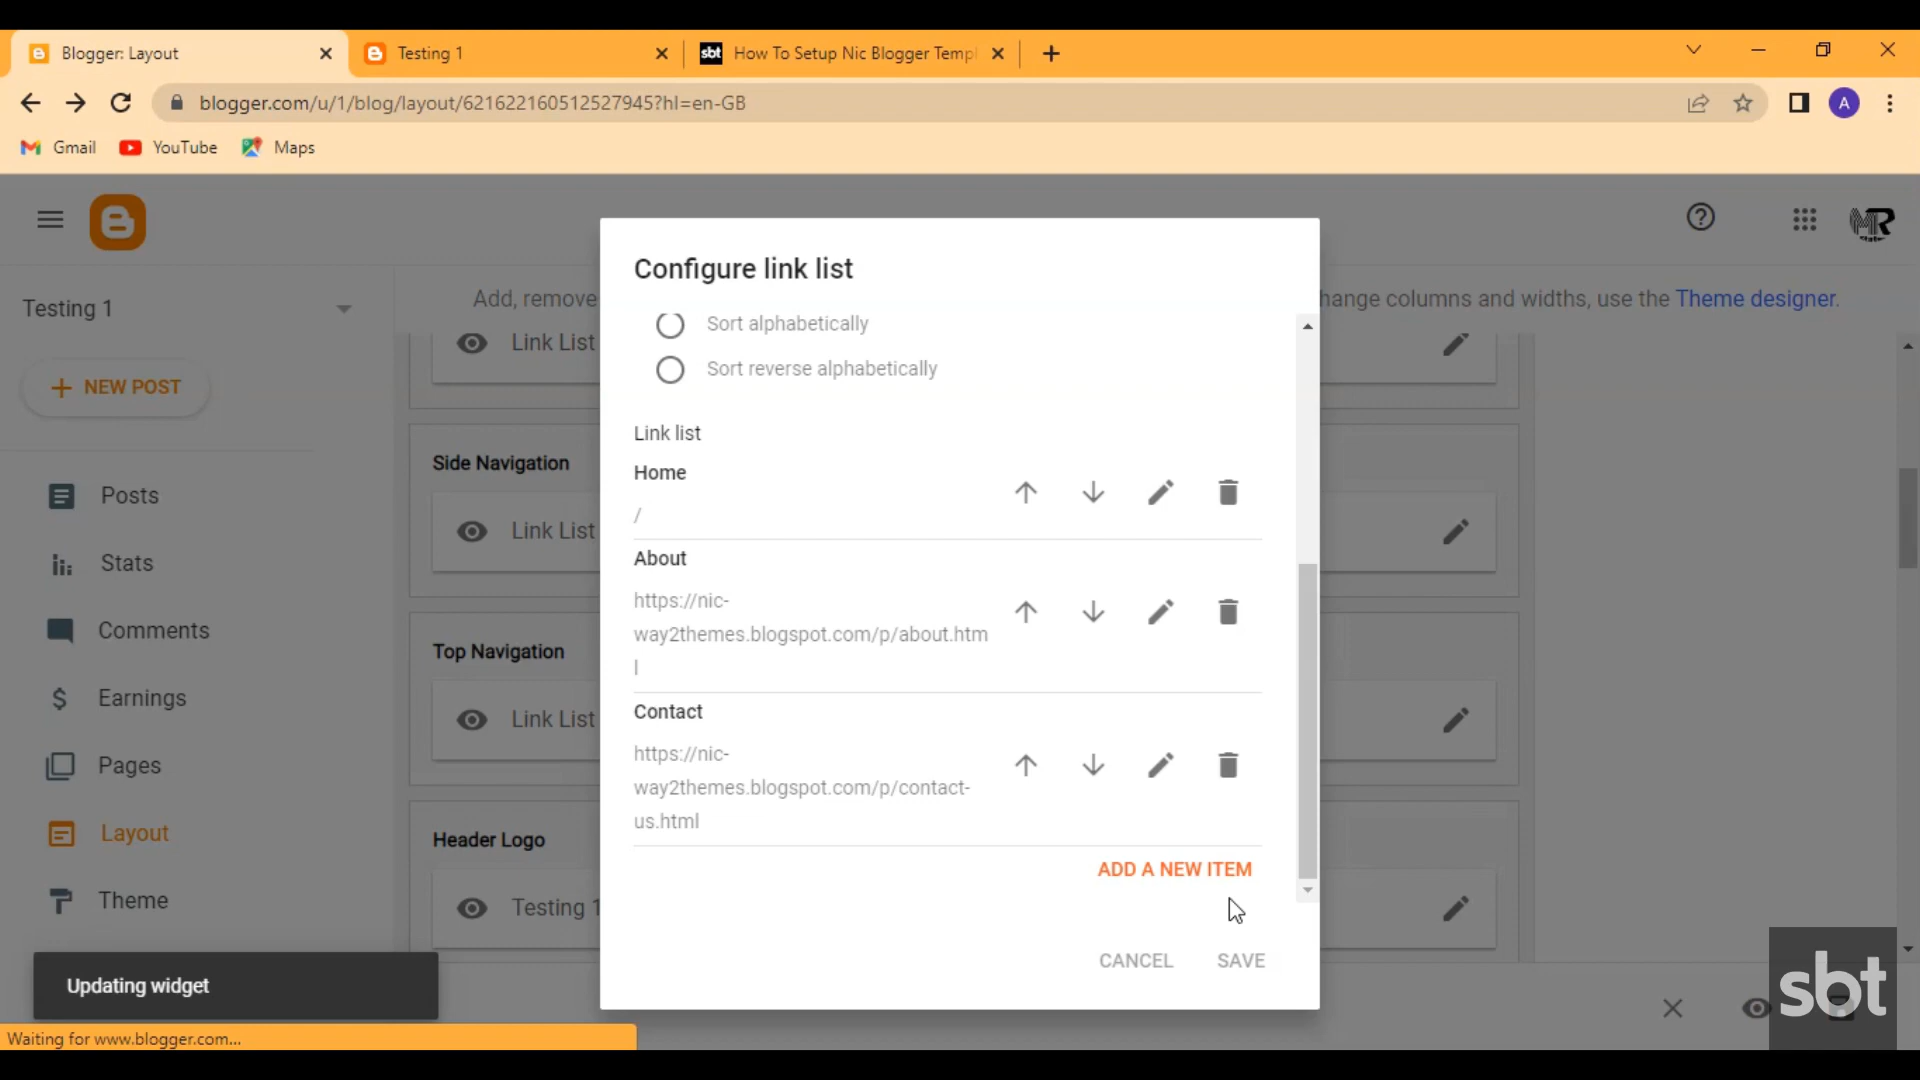 Blogger: Layout
Testing 1
sbt How To Setup Nic Blogger Temp
blogger.com/u/1/blog/layout/621622160512527945?hl=en-GB
A
Gmail
YouTube
Maps
MR
Testing 1
Add, remove
hange columns and widths, use the Theme designer.
NEW POST
Posts
Stats
Comments
Earnings
Pages
Layout
Theme
Link List
Side Navigation
Link List
Top Navigation
Link List
Header Logo
Testing 1
Configure link list
Sort alphabetically
Sort reverse alphabetically
Link list
Home
/
About
https://nic-
way2themes.blogspot.com/p/about.htm
l
Contact
https://nic-
way2themes.blogspot.com/p/contact-
us.html
ADD A NEW ITEM
CANCEL SAVE
Updating widget
Waiting for www.blogger.com...
sbt